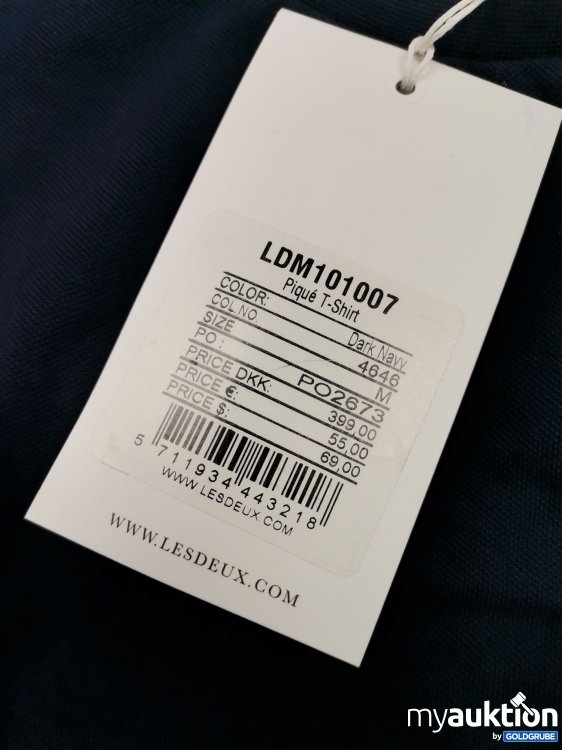 LDM101007
Piqué T-Shirt
COLOR: Dark Navy
COL.NO. 4646
SIZE M
PO: PO2673
PRICE DKK: 399,00
PRICE €: 55,00
PRICE $: 69,00
5 711934 443218
WWW.LESDEUX.COM
WWW.LESDEUX.COM
myauktion
by GOLDGRUBE